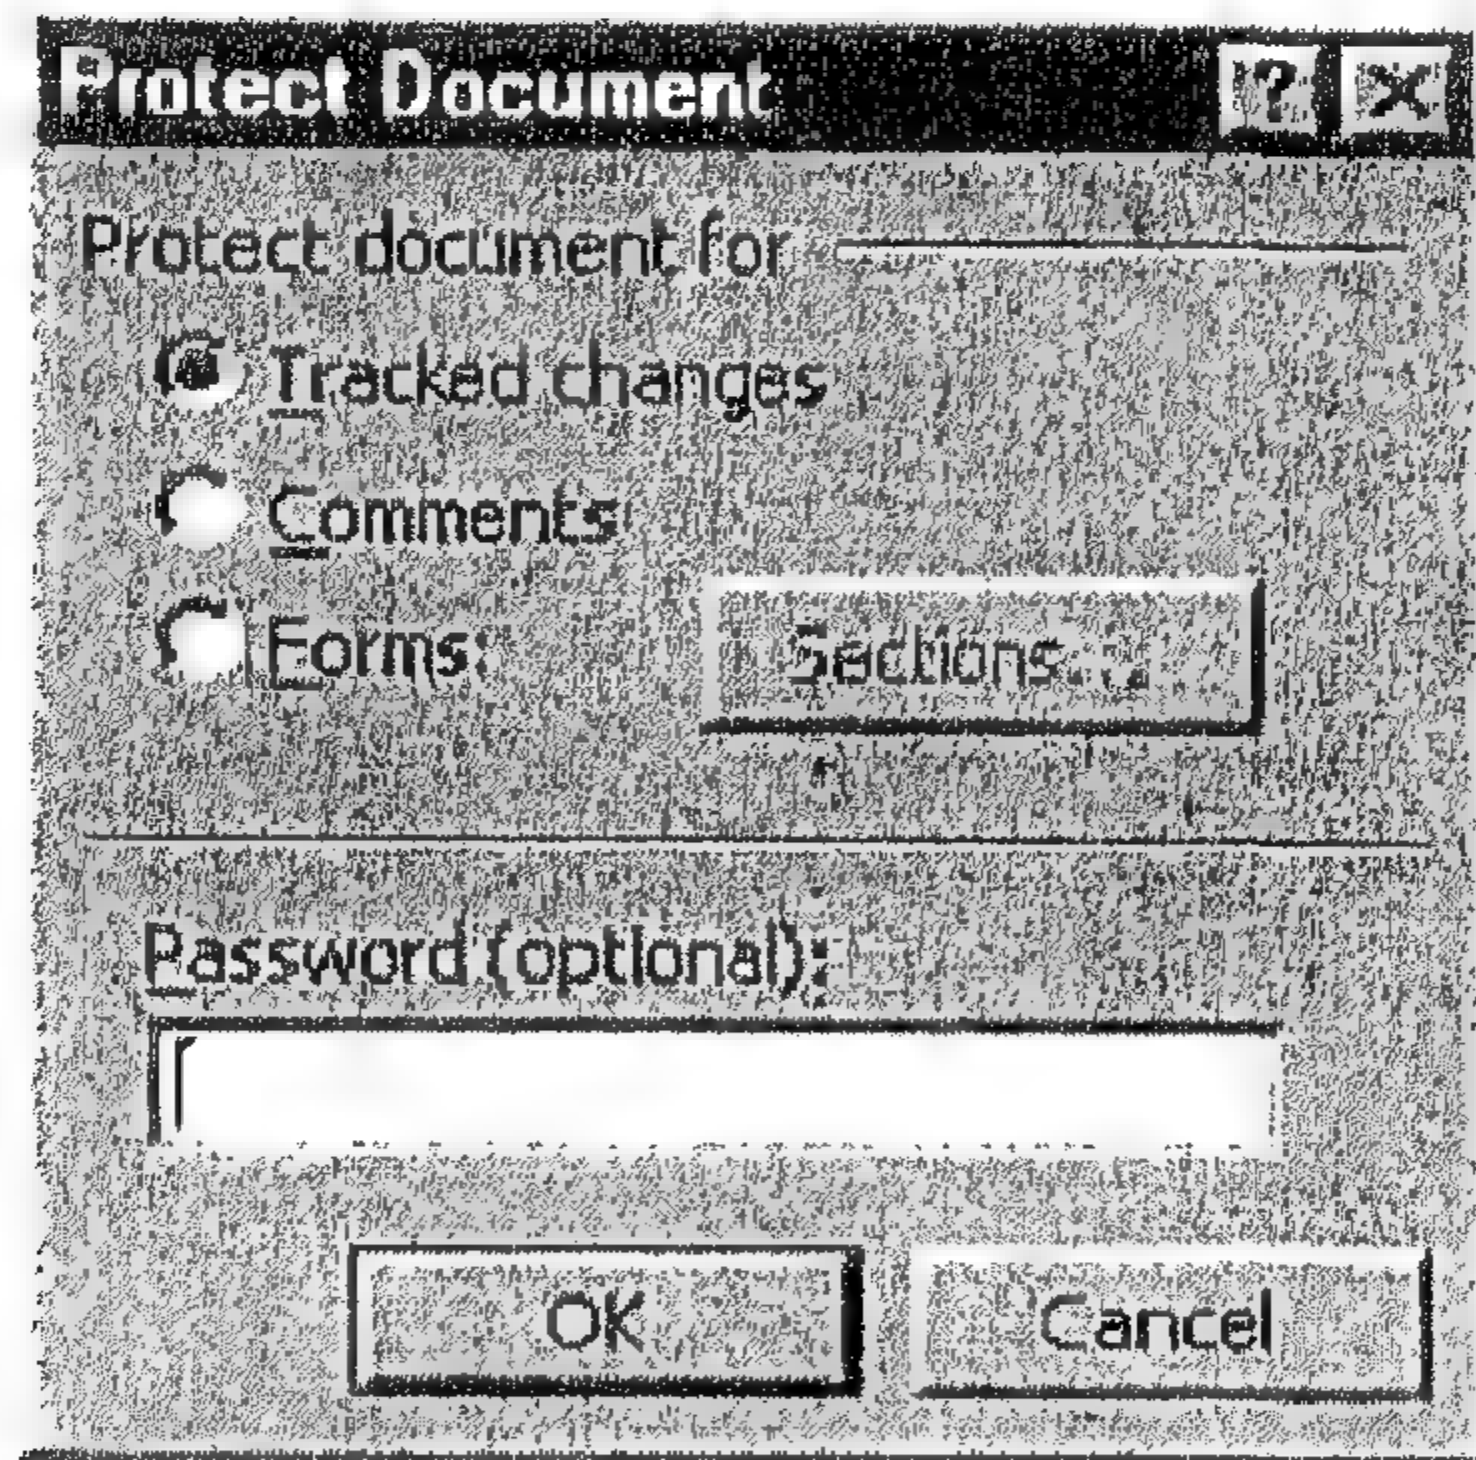 Protect Document ? ×
Protect document for
Tracked changes
Comments
Forms: Sections...
Password (optional):
OK Cancel